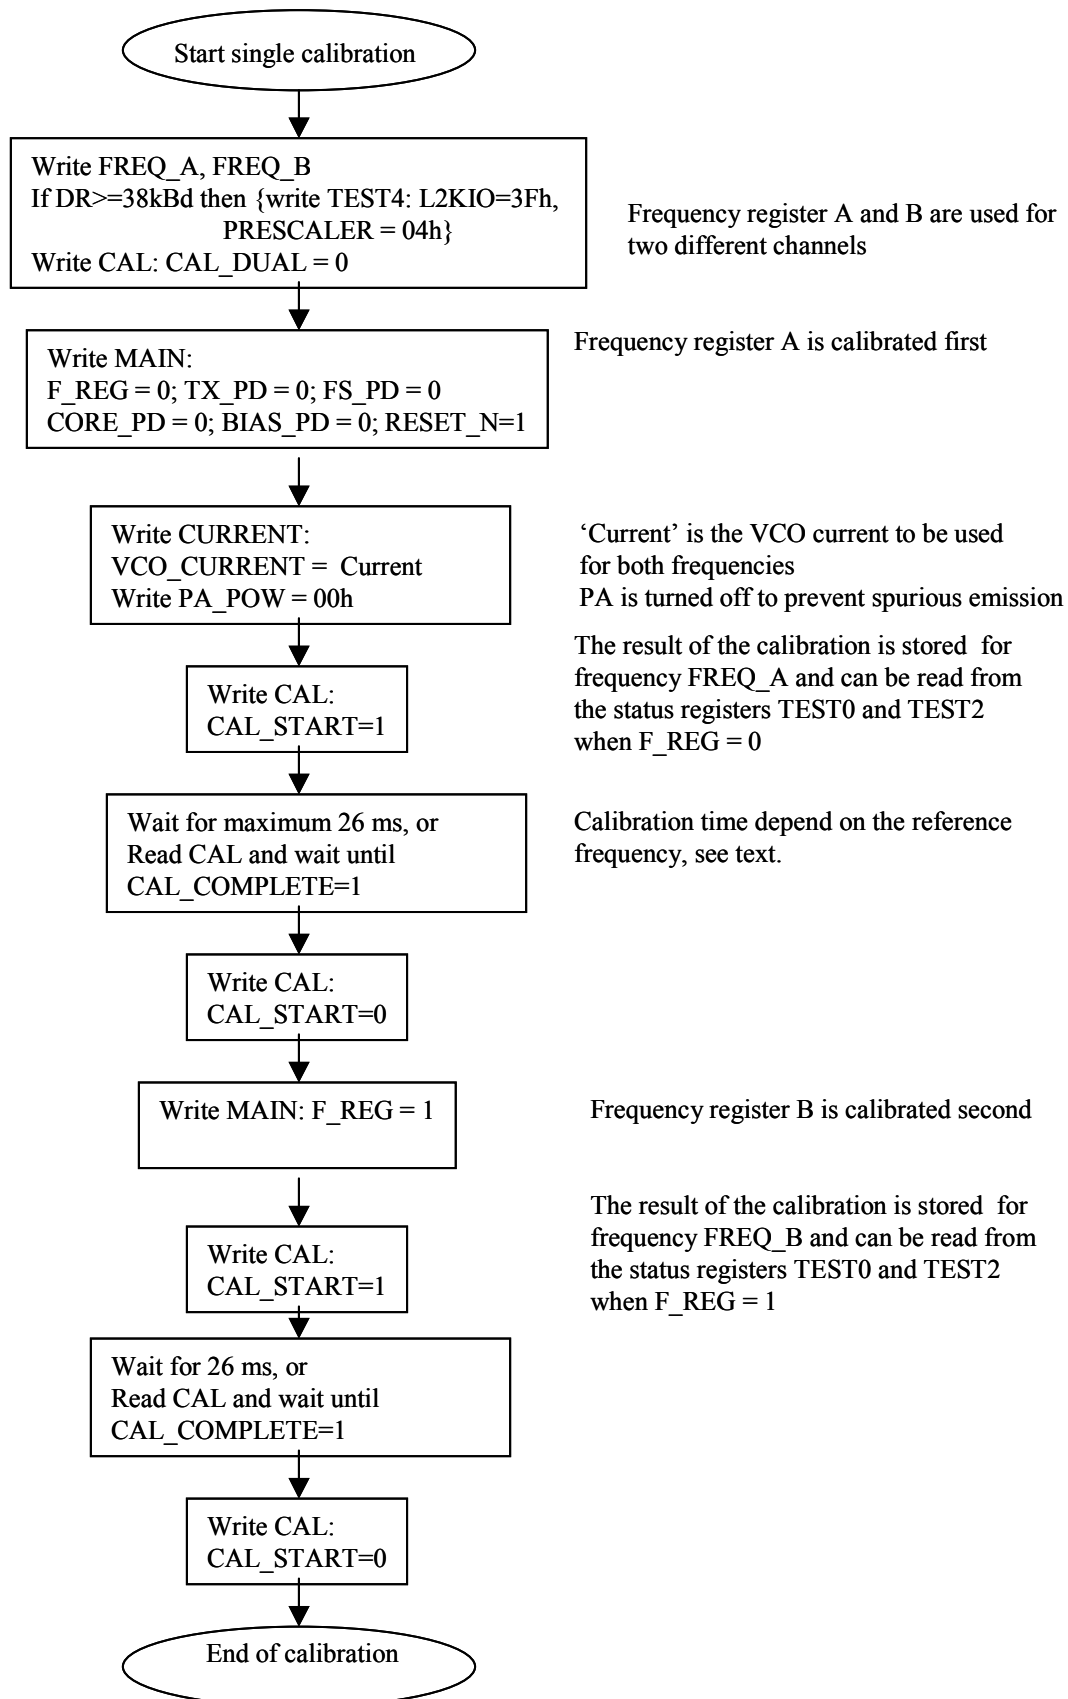 Start single calibration
Write FREQ_A, FREQ_B
If DR>=38kBd then {write TEST4: L2KIO=3Fh,
PRESCALER = 04h}
Write CAL: CAL_DUAL = 0
Frequency register A and B are used for
two different channels
Write MAIN:
F_REG = 0; TX_PD = 0; FS_PD = 0
CORE_PD = 0; BIAS_PD = 0; RESET_N=1
Frequency register A is calibrated first
Write CURRENT:
VCO_CURRENT = Current
Write PA_POW = 00h
‘Current’ is the VCO current to be used
for both frequencies
PA is turned off to prevent spurious emission
Write CAL:
CAL_START=1
The result of the calibration is stored for
frequency FREQ_A and can be read from
the status registers TEST0 and TEST2
when F_REG = 0
Wait for maximum 26 ms, or
Read CAL and wait until
CAL_COMPLETE=1
Calibration time depend on the reference
frequency, see text.
Write CAL:
CAL_START=0
Write MAIN: F_REG = 1
Frequency register B is calibrated second
Write CAL:
CAL_START=1
The result of the calibration is stored for
frequency FREQ_B and can be read from
the status registers TEST0 and TEST2
when F_REG = 1
Wait for 26 ms, or
Read CAL and wait until
CAL_COMPLETE=1
Write CAL:
CAL_START=0
End of calibration